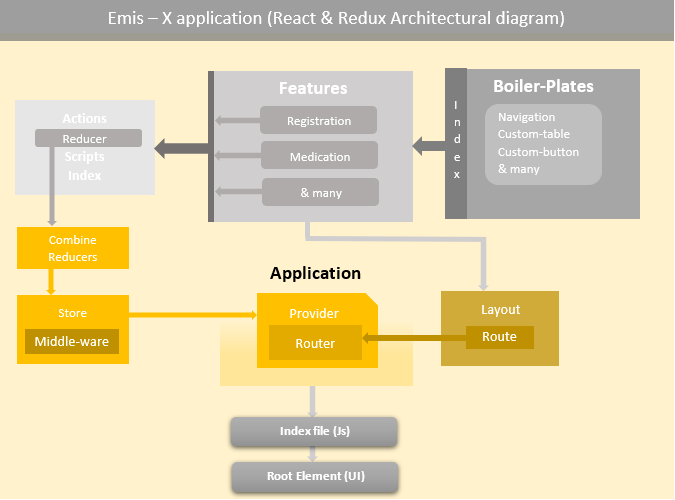 Emis – X application (React & Redux Architectural diagram)
Features
Registration
Medication
& many
Boiler-Plates
Index
Navigation
Custom-table
Custom-button
& many
Actions
Reducer
Scripts
Index
Combine
Reducers
Store
Middle-ware
Application
Provider
Router
Layout
Route
Index file (Js)
Root Element (UI)